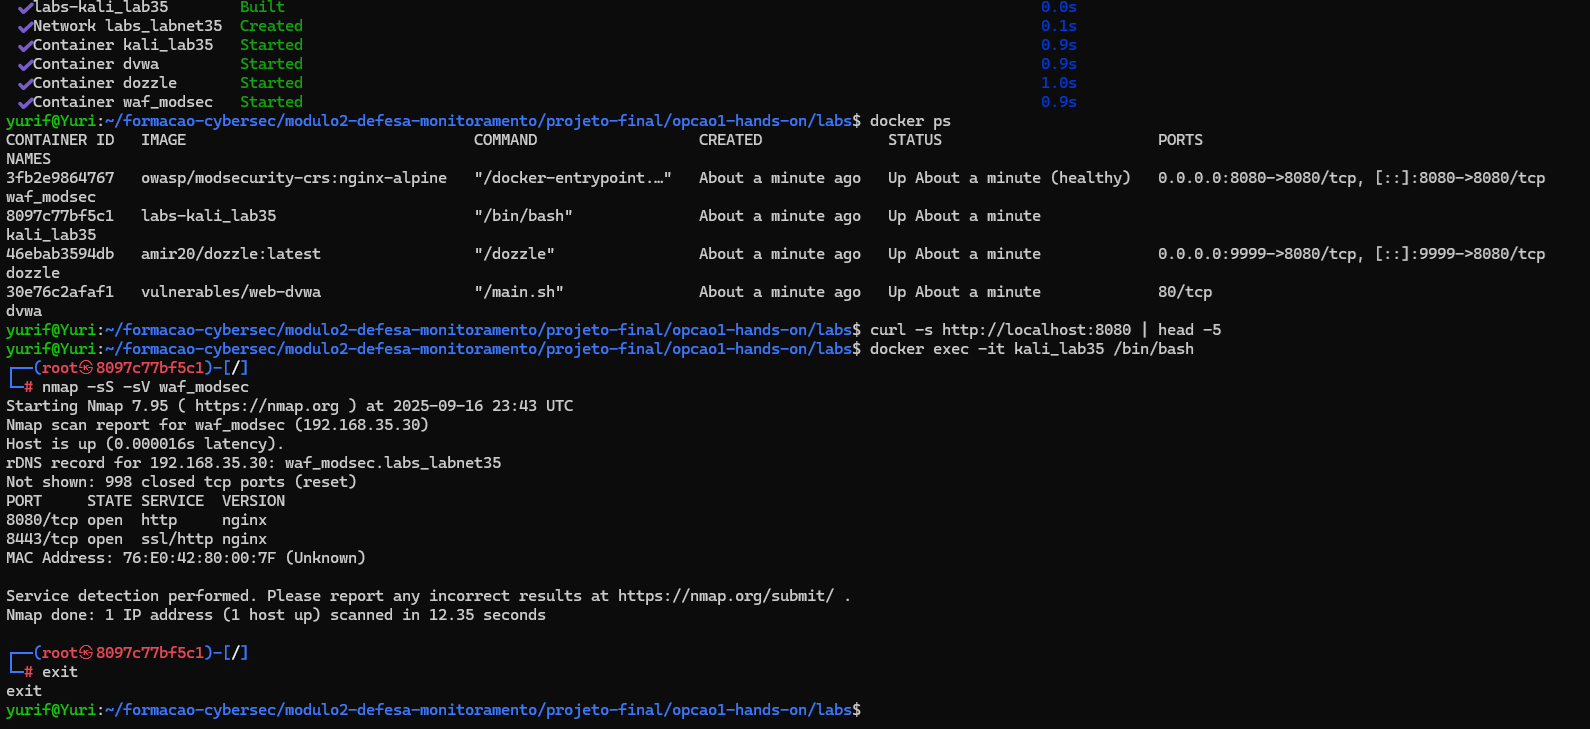 ✔labs-kali_lab35 Built 0.0s
✔Network labs_labnet35 Created 0.1s
✔Container kali_lab35 Started 0.9s
✔Container dvwa Started 0.9s
✔Container dozzle Started 1.0s
✔Container waf_modsec Started 0.9s
yurif@Yuri:~/formacao-cybersec/modulo2-defesa-monitoramento/projeto-final/opcao1-hands-on/labs$ docker ps
CONTAINER ID IMAGE COMMAND CREATED STATUS PORTS
NAMES
3fb2e9864767 owasp/modsecurity-crs:nginx-alpine "/docker-entrypoint.…" About a minute ago Up About a minute (healthy) 0.0.0.0:8080->8080/tcp, [::]:8080->8080/tcp
waf_modsec
8097c77bf5c1 labs-kali_lab35 "/bin/bash" About a minute ago Up About a minute
kali_lab35
46ebab3594db amir20/dozzle:latest "/dozzle" About a minute ago Up About a minute 0.0.0.0:9999->8080/tcp, [::]:9999->8080/tcp
dozzle
30e76c2afaf1 vulnerables/web-dvwa "/main.sh" About a minute ago Up About a minute 80/tcp
dvwa
yurif@Yuri:~/formacao-cybersec/modulo2-defesa-monitoramento/projeto-final/opcao1-hands-on/labs$ curl -s http://localhost:8080 | head -5
yurif@Yuri:~/formacao-cybersec/modulo2-defesa-monitoramento/projeto-final/opcao1-hands-on/labs$ docker exec -it kali_lab35 /bin/bash
┌──(root㉿8097c77bf5c1)-[/]
└─# nmap -sS -sV waf_modsec
Starting Nmap 7.95 ( https://nmap.org ) at 2025-09-16 23:43 UTC
Nmap scan report for waf_modsec (192.168.35.30)
Host is up (0.000016s latency).
rDNS record for 192.168.35.30: waf_modsec.labs_labnet35
Not shown: 998 closed tcp ports (reset)
PORT STATE SERVICE VERSION
8080/tcp open http nginx
8443/tcp open ssl/http nginx
MAC Address: 76:E0:42:80:00:7F (Unknown)
Service detection performed. Please report any incorrect results at https://nmap.org/submit/ .
Nmap done: 1 IP address (1 host up) scanned in 12.35 seconds
┌──(root㉿8097c77bf5c1)-[/]
└─# exit
exit
yurif@Yuri:~/formacao-cybersec/modulo2-defesa-monitoramento/projeto-final/opcao1-hands-on/labs$